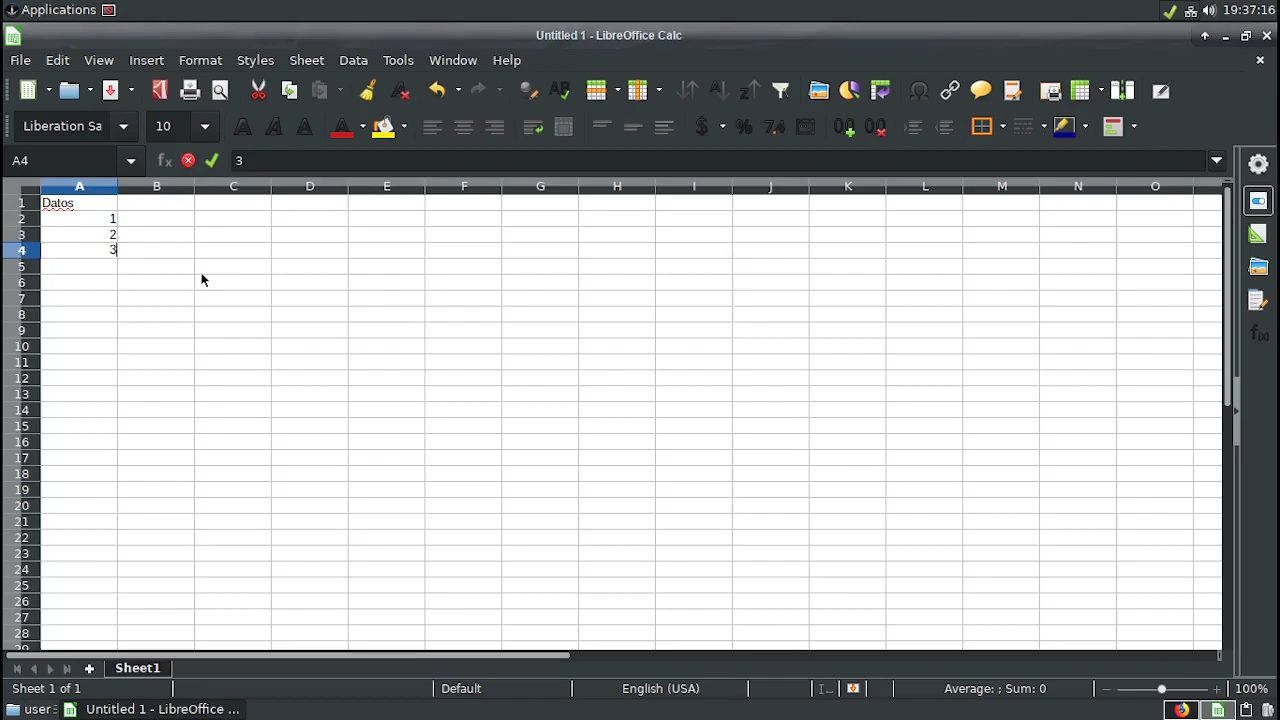 Applications 19:37:16
Untitled 1 - LibreOffice Calc
File Edit View Insert Format Styles Sheet Data Tools Window Help
Liberation Sa 10
A4 fx 3
A B C D E F G H I J K L M N O
1 Datos
2 1
3 2
4 3
5
6
7
8
9
10
11
12
13
14
15
16
17
18
19
20
21
22
23
24
25
26
27
28
29
Sheet1
Sheet 1 of 1 Default English (USA) Average: ; Sum: 0 100%
user Untitled 1 - LibreOffice ...